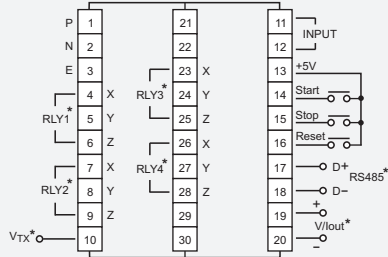 P 1 21 11 INPUT
N 2 22 12
E 3 23 X 13 +5V
4 X RLY3* 24 Y 14 Start
RLY1* 5 Y 25 Z 15 Stop
6 Z 26 X 16 Reset
7 X RLY4* 27 Y 17 D+ RS485*
RLY2* 8 Y 28 Z 18 D−
9 Z 29 19 + V/Iout*
VTX* 10 30 20 −